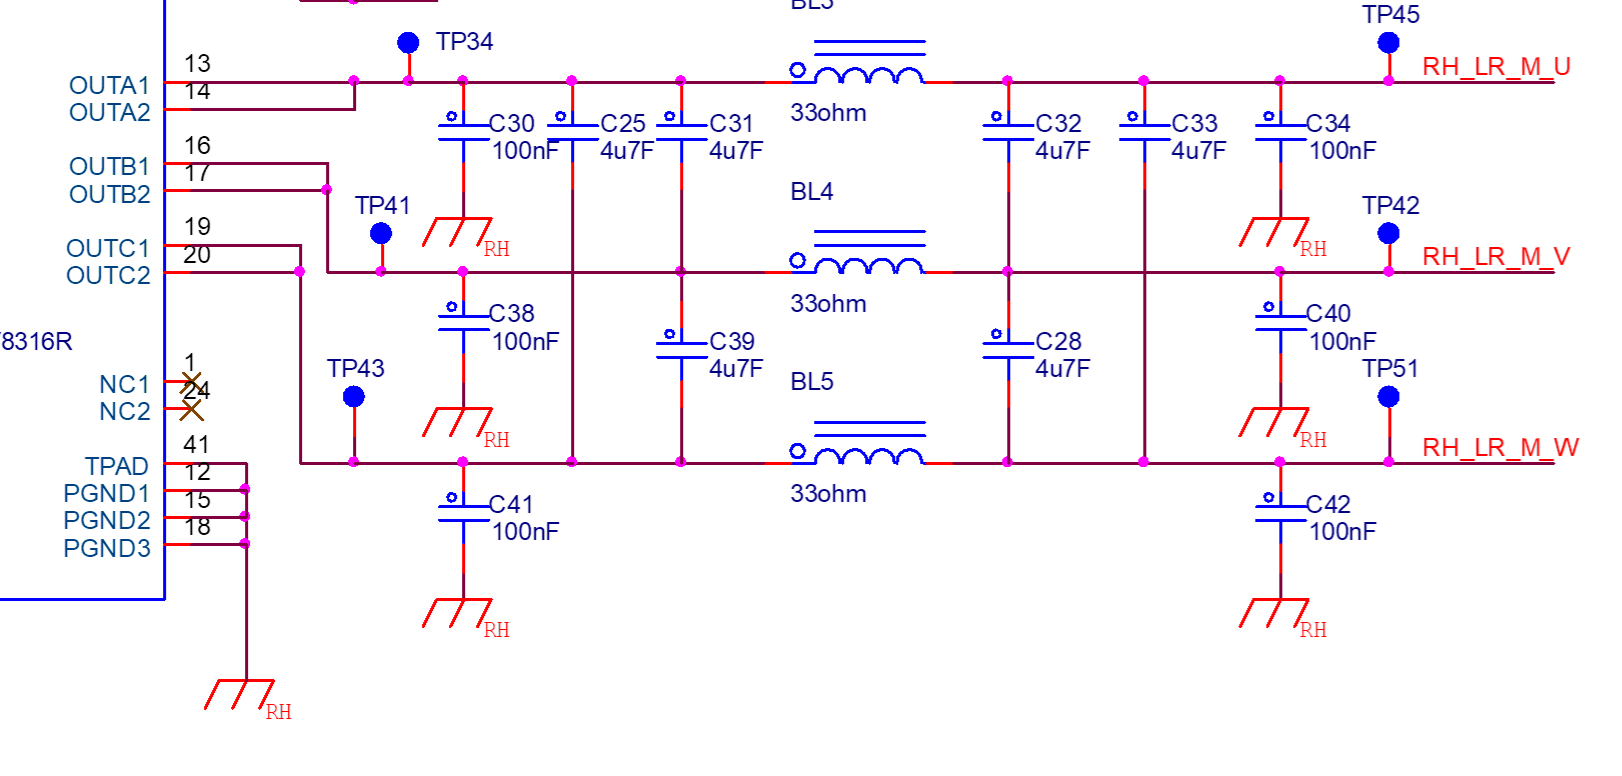 BL3
TP45
TP34
13
RH_LR_M_U
OUTA1
14
OUTA2
33ohm
C30
100nF
C25
4u7F
C31
4u7F
C32
4u7F
C33
4u7F
C34
100nF
16
OUTB1
17
OUTB2
BL4
TP41
TP42
19
OUTC1
20
OUTC2
RH
RH
RH_LR_M_V
33ohm
C38
100nF
C39
4u7F
C28
4u7F
C40
100nF
8316R
1
NC1
24
NC2
TP43
BL5
TP51
RH
RH
41
TPAD
12
PGND1
15
PGND2
18
PGND3
RH_LR_M_W
33ohm
C41
100nF
C42
100nF
RH
RH
RH